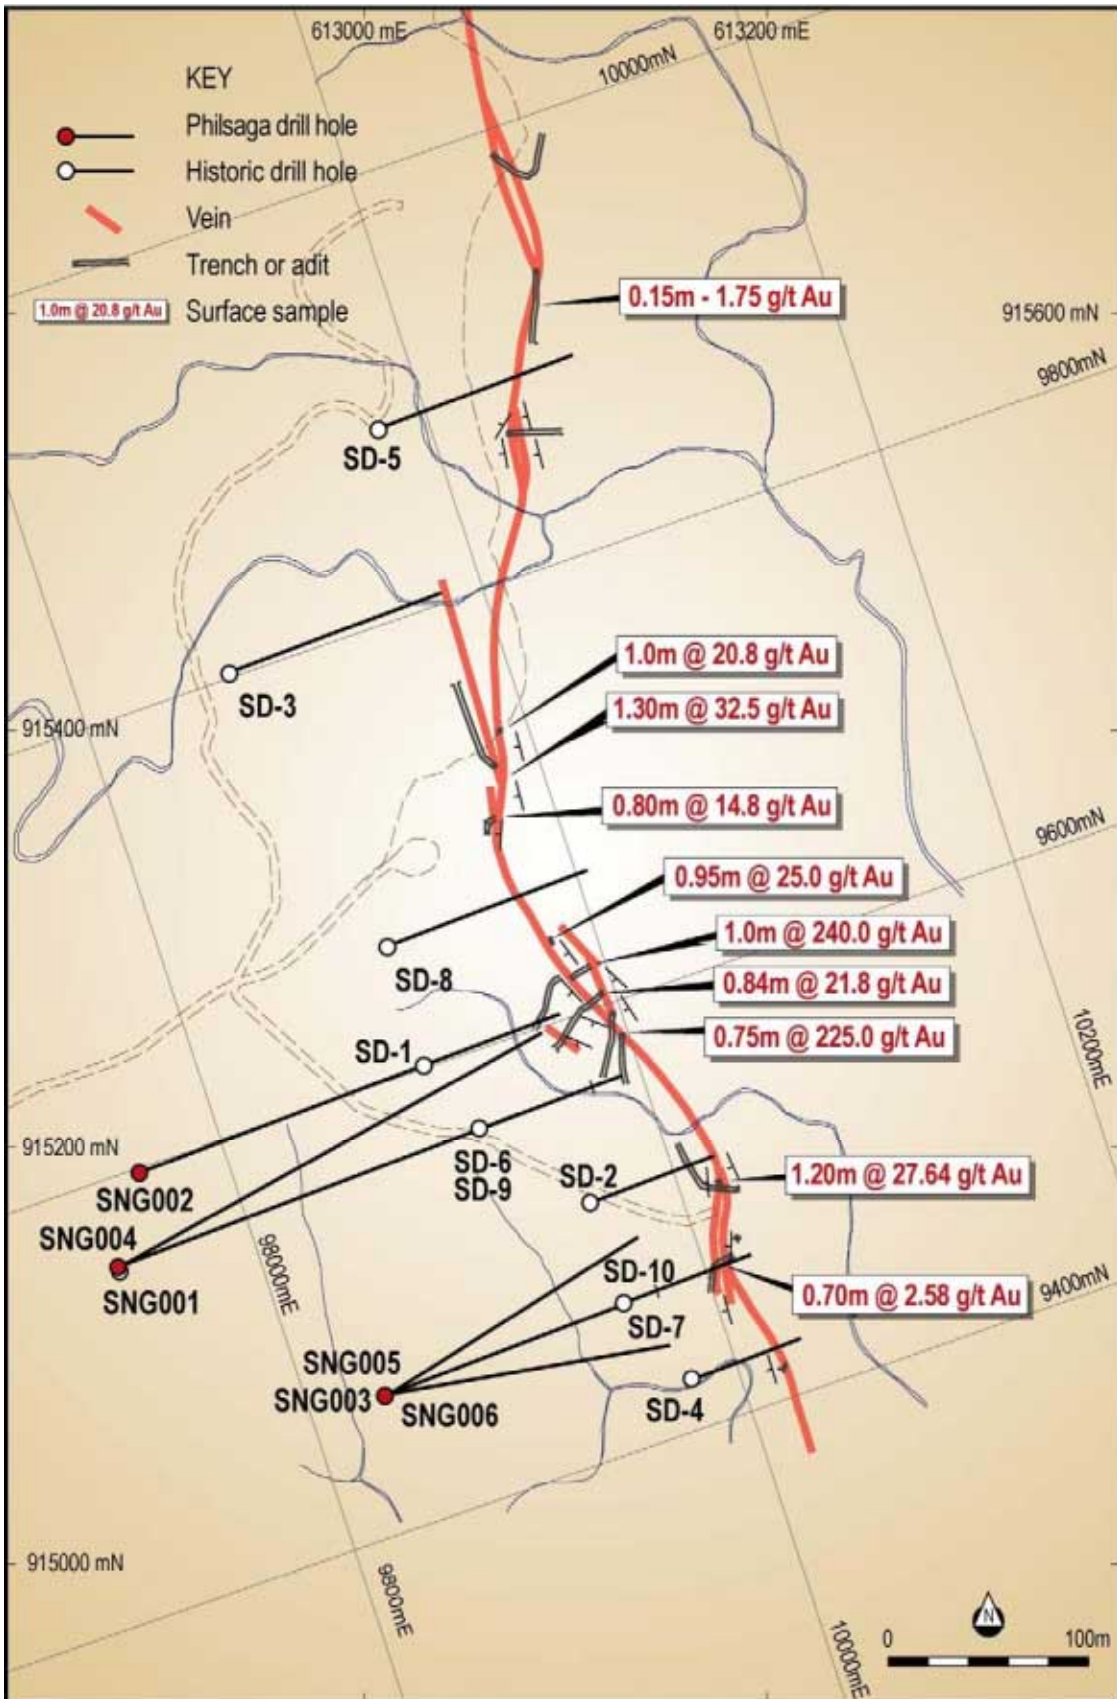 613000 mE
613200 mE
10000mN
KEY
Philsaga drill hole
Historic drill hole
Vein
Trench or adit
1.0m @ 20.8 g/t Au
Surface sample
0.15m - 1.75 g/t Au
915600 mN
9800mN
SD-5
1.0m @ 20.8 g/t Au
SD-3
1.30m @ 32.5 g/t Au
915400 mN
0.80m @ 14.8 g/t Au
9600mN
0.95m @ 25.0 g/t Au
1.0m @ 240.0 g/t Au
SD-8
0.84m @ 21.8 g/t Au
10200mE
0.75m @ 225.0 g/t Au
SD-1
915200 mN
SD-6
SD-9
SD-2
1.20m @ 27.64 g/t Au
SNG002
SNG004
98000mE
SD-10
9400mN
SNG001
0.70m @ 2.58 g/t Au
SD-7
SNG005
SNG003
SNG006
SD-4
915000 mN
9800mE
10000mE
N
0
100m